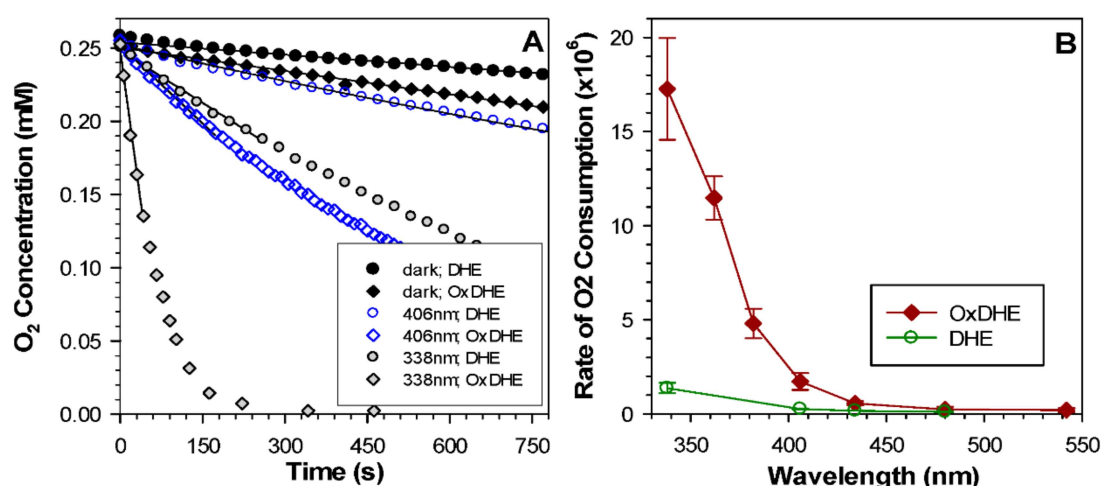 A
O₂ Concentration (mM)
0.25
0.20
0.15
0.10
0.05
0.00
0 150 300 450 600 750
Time (s)
dark; DHE
dark; OxDHE
406nm; DHE
406nm; OxDHE
338nm; DHE
338nm; OxDHE
B
Rate of O2 Consumption (x10⁶)
20
15
10
5
0
350 400 450 500 550
Wavelength (nm)
OxDHE
DHE